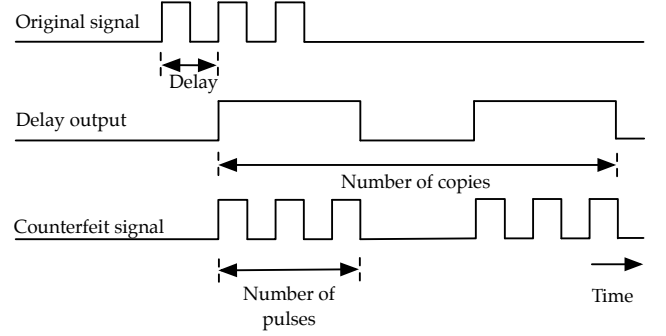 Original signal
Delay
Delay output
Number of copies
Counterfeit signal
Number of
pulses
Time